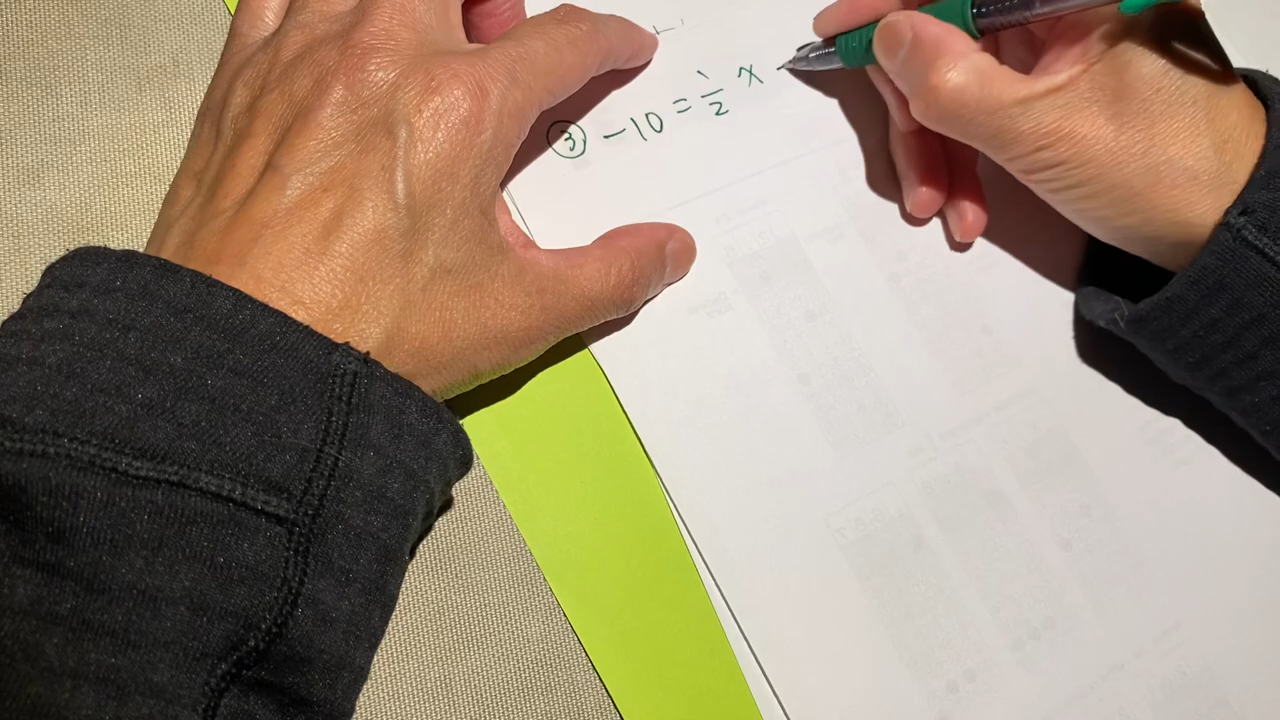 ③ -10 = 1/2 x